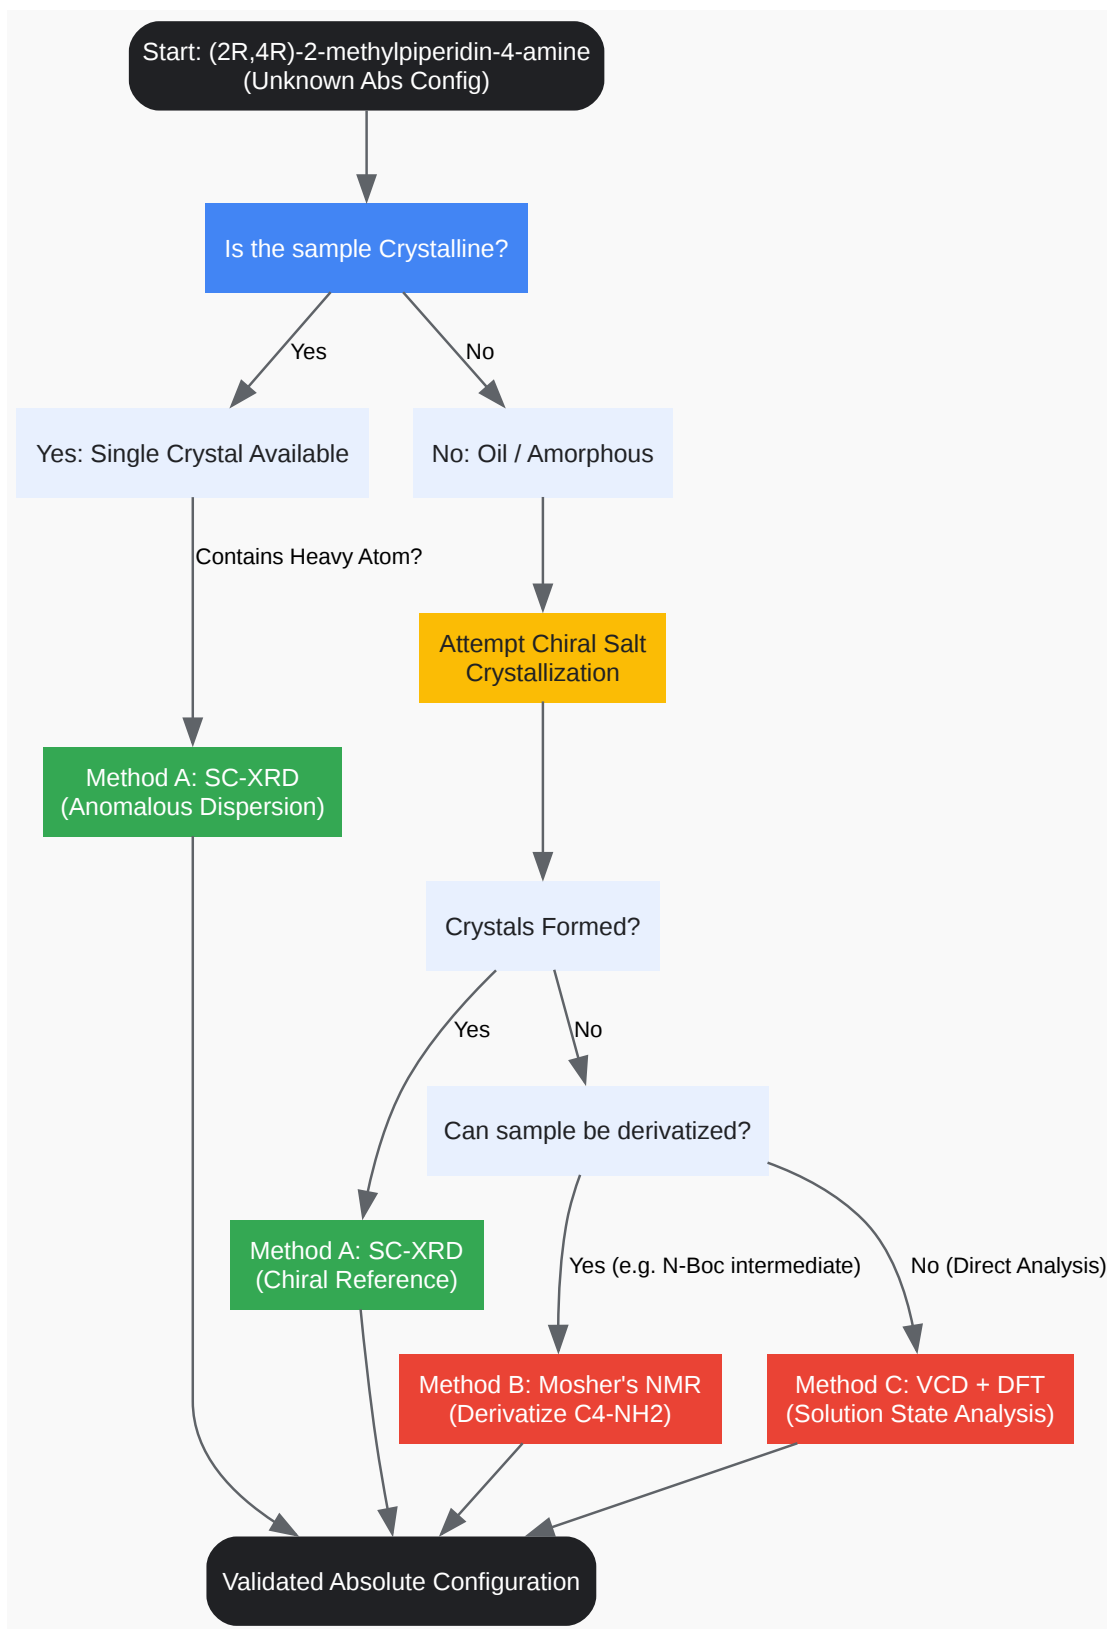 Start: (2R,4R)-2-methylpiperidin-4-amine
(Unknown Abs Config)
Is the sample Crystalline?
Yes
No
Yes: Single Crystal Available
No: Oil / Amorphous
Contains Heavy Atom?
Attempt Chiral Salt
Crystallization
Method A: SC-XRD
(Anomalous Dispersion)
Crystals Formed?
Yes
No
Can sample be derivatized?
Method A: SC-XRD
(Chiral Reference)
Yes (e.g. N-Boc intermediate)
No (Direct Analysis)
Method B: Mosher's NMR
(Derivatize C4-NH2)
Method C: VCD + DFT
(Solution State Analysis)
Validated Absolute Configuration